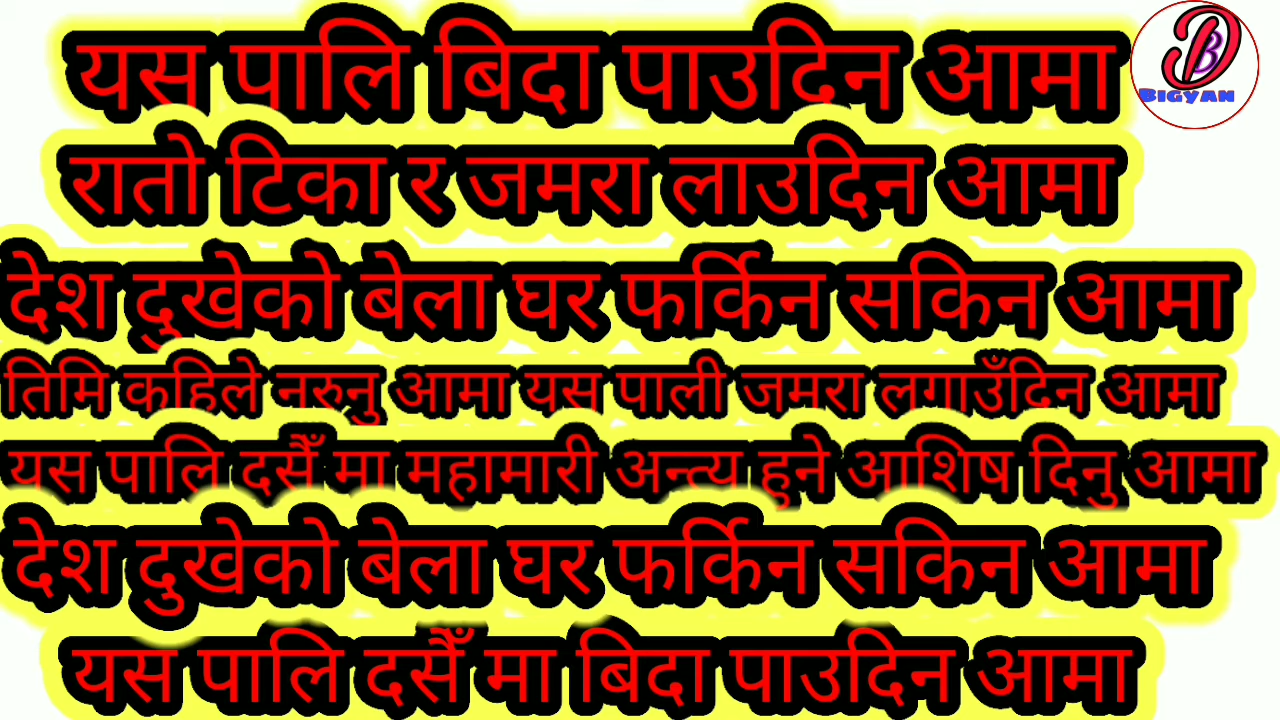 यस पालि बिदा पाउदिन आमा
BIGYAN
रातो टिका र जमरा लाउदिन आमा
देश दुखेको बेला घर फर्किन सकिन आमा
तिमि कहिले नरुनु आमा यस पाली जमरा लगाउँदिन आमा
यस पालि दसैँ मा महामारी अन्त्य हुने आशिष दिनु आमा
देश दुखेको बेला घर फर्किन सकिन आमा
यस पालि दसैँ मा बिदा पाउदिन आमा